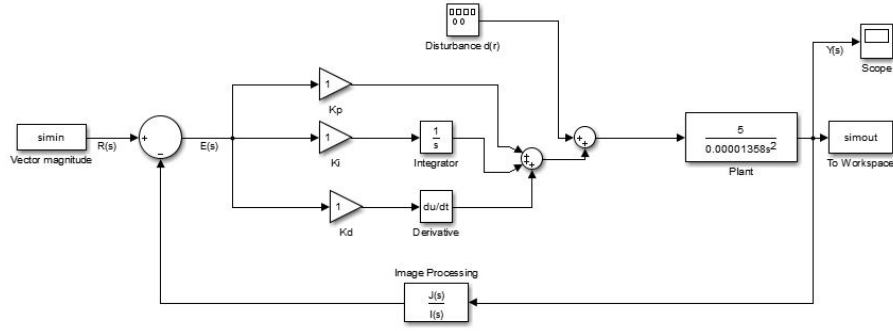 Disturbance d(r)
Y(s)
Scope
1
Kp
simin
Vector magnitude
R(s)
+
−
E(s)
1
Ki
1
s
Integrator
+
+
+
+
+
5
0.00001358s2
Plant
simout
To Workspace
1
Kd
du/dt
Derivative
Image Processing
J(s)
I(s)